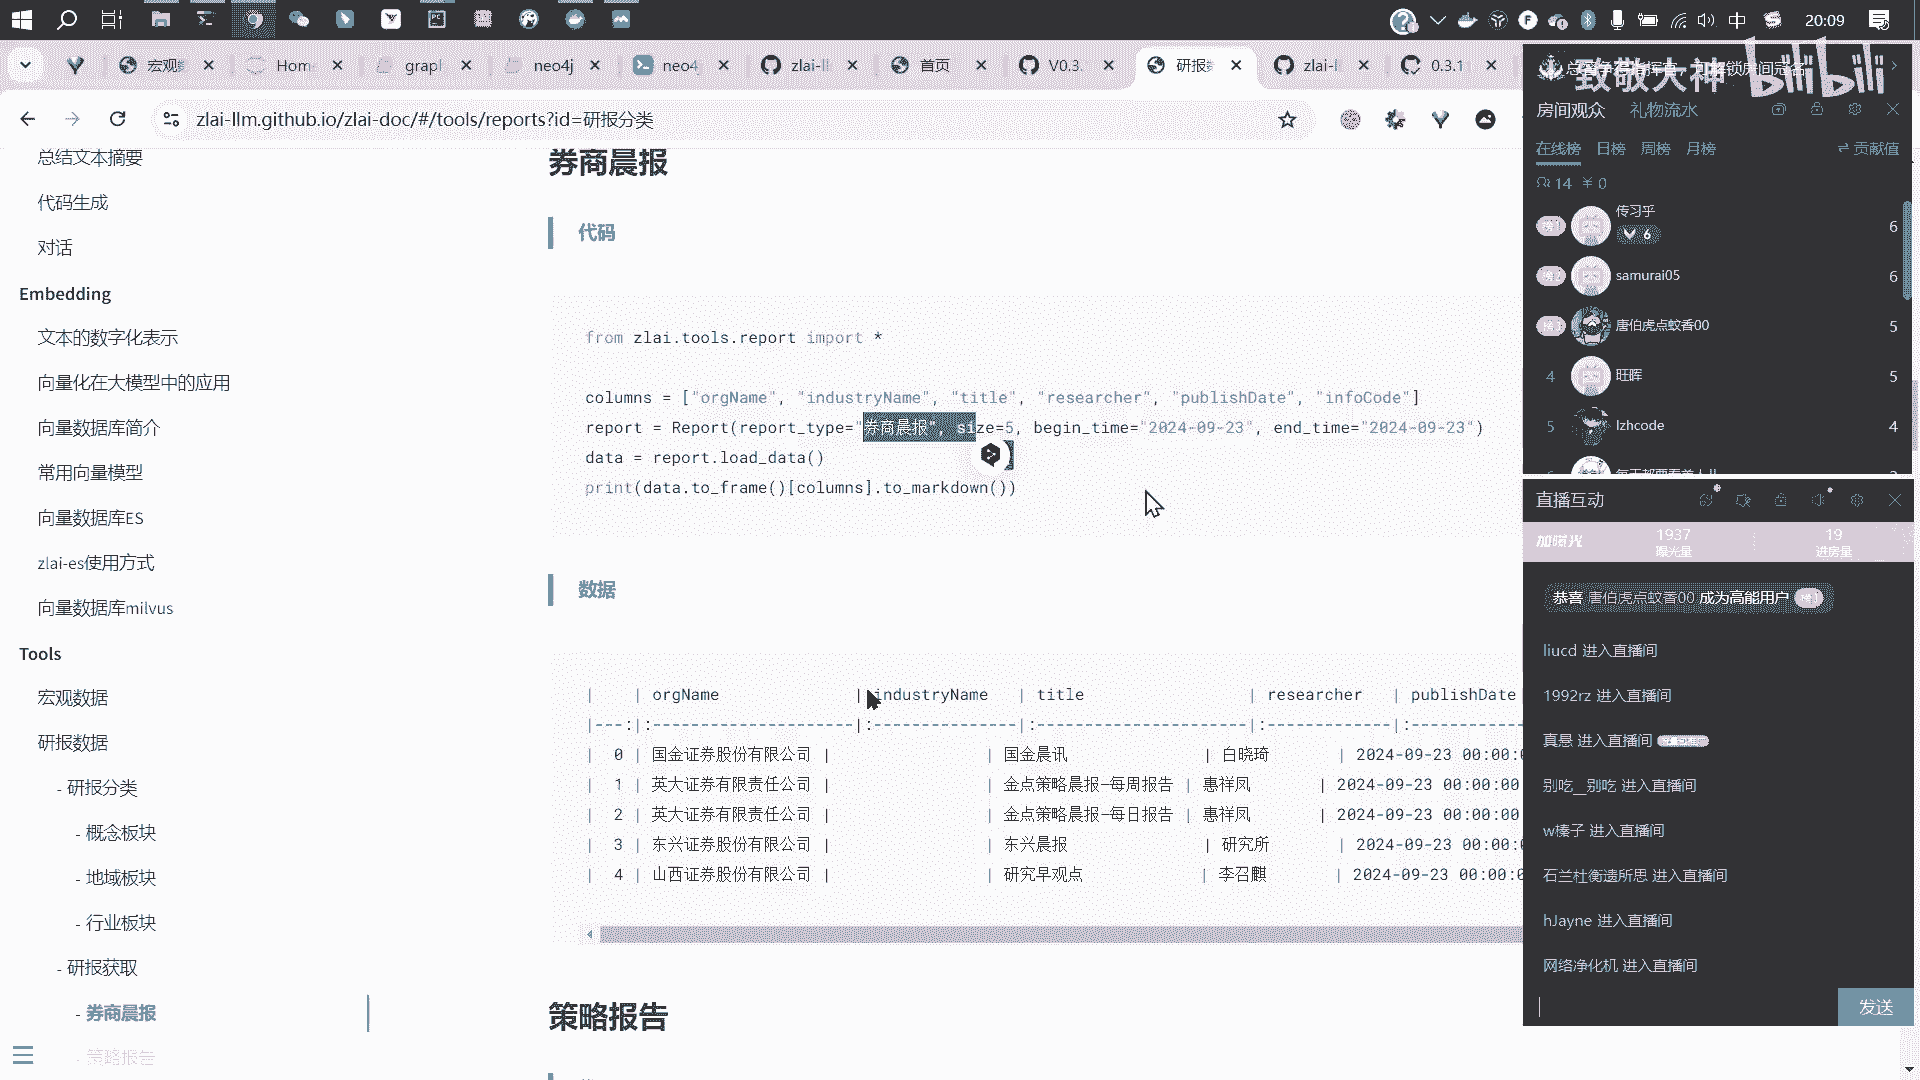 中
20:09
宏观
Hom
grap
neo4j
neo4
zlai-ll
首页
V0.3.
研报
zlai-l
0.3.1
zlai-llm.github.io/zlai-doc/#/tools/reports?id=研报分类
总结文本摘要
代码生成
对话
Embedding
文本的数字化表示
向量化在大模型中的应用
向量数据库简介
常用向量模型
向量数据库ES
zlai-es使用方式
向量数据库milvus
Tools
宏观数据
研报数据
- 研报分类
- 概念板块
- 地域板块
- 行业板块
- 研报获取
- 券商晨报
- 策略报告
券商晨报
代码
from zlai.tools.report import *
columns = ["orgName", "industryName", "title", "researcher", "publishDate", "infoCode"]
report = Report(report_type="券商晨报", size=5, begin_time="2024-09-23", end_time="2024-09-23")
data = report.load_data()
print(data.to_frame()[columns].to_markdown())
数据
| | orgName | industryName | title | researcher | publishDate
|---:|:---------------------|:---------------|:----------------------|:-------------|:------------
| 0 | 国金证券股份有限公司 | | 国金晨讯 | 白晓琦 | 2024-09-23 00:00:0
| 1 | 英大证券有限责任公司 | | 金点策略晨报—每周报告 | 惠祥凤 | 2024-09-23 00:00:00
| 2 | 英大证券有限责任公司 | | 金点策略晨报—每日报告 | 惠祥凤 | 2024-09-23 00:00:00
| 3 | 东兴证券股份有限公司 | | 东兴晨报 | 研究所 | 2024-09-23 00:00:0
| 4 | 山西证券股份有限公司 | | 研究早观点 | 李召麒 | 2024-09-23 00:00:0
策略报告
致敬大神
bilibili
房间观众 礼物流水
在线榜 日榜 周榜 月榜 贡献值
14 ¥ 0
传习乎
6
6
samurai05
6
唐伯虎点蚊香00
5
4
旺晖
5
5
lzhcode
4
直播互动
加曝光
1937
曝光量
19
进房量
恭喜 唐伯虎点蚊香00 成为高能用户
liucd 进入直播间
1992rz 进入直播间
真悬 进入直播间
别吃__别吃 进入直播间
w榛子 进入直播间
石兰杜衡遗所思 进入直播间
hJayne 进入直播间
网络净化机 进入直播间
发送